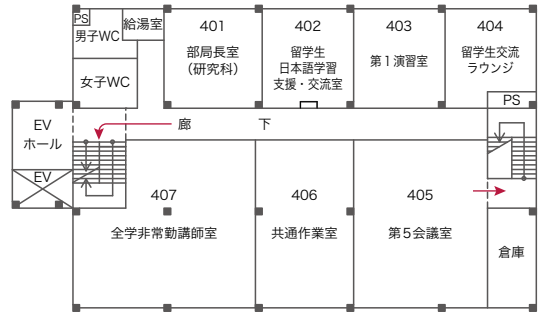 PS
給湯室
401
402
403
404
男子WC
部局長室
(研究科)
留学生
日本語学習
支援・交流室
第1演習室
留学生交流
ラウンジ
女子WC
PS
EV
ホール
廊　下
EV
407
406
405
全学非常勤講師室
共通作業室
第5会議室
倉庫